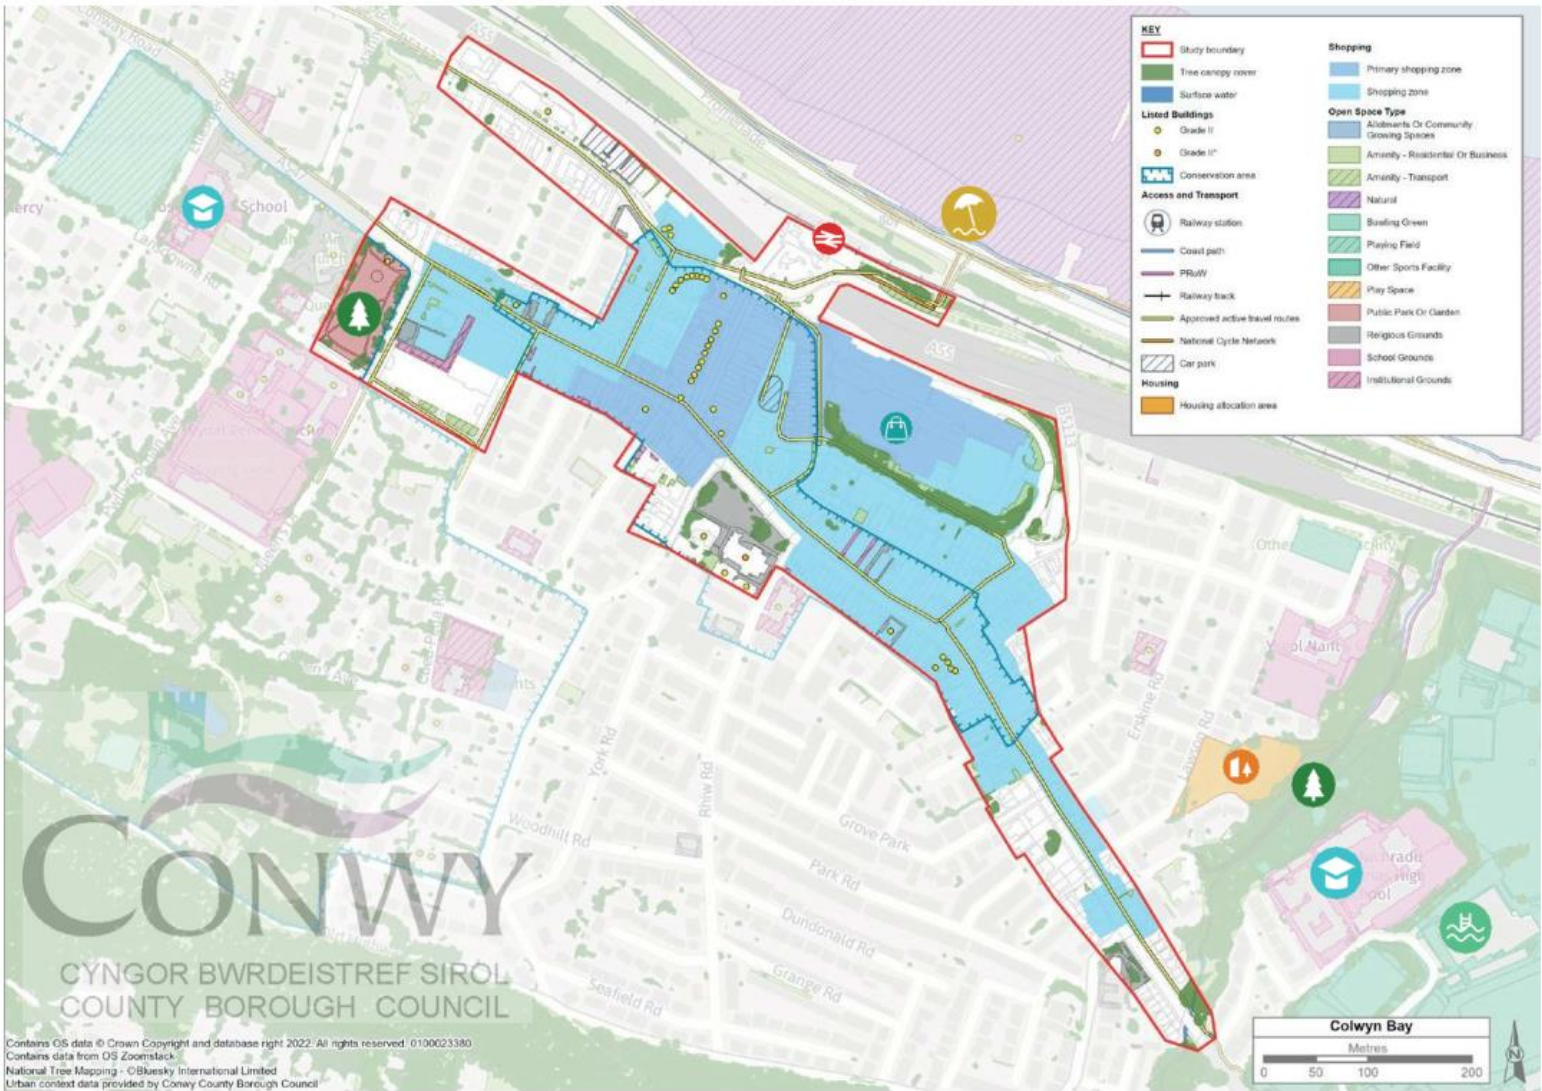 KEY
Study boundary
Tree canopy cover
Surface water
Listed Buildings
Grade II
Grade II*
Conservation area
Access and Transport
Railway station
Coast path
PRoW
Railway track
Approved active travel routes
National Cycle Network
Car park
Housing
Housing allocation area
Shopping
Primary shopping zone
Shopping zone
Open Space Type
Allotments Or Community
Growing Spaces
Amenity - Residential Or Business
Amenity - Transport
Natural
Bowling Green
Playing Field
Other Sports Facility
Play Space
Public Park Or Garden
Religious Grounds
School Grounds
Institutional Grounds
Conway Road
A55
Promenade
A547
School
Lansdowne Rd
A55
B5113
York Rd
Rhiw Rd
Woodhill Rd
Grove Park
Park Rd
Dundonald Rd
Grange Rd
Seafield Rd
Erskine Rd
CONWY
CYNGOR BWRDEISTREF SIROL
COUNTY BOROUGH COUNCIL
Contains OS data © Crown Copyright and database right 2022. All rights reserved. 0100023380
Contains data from OS Zoomstack
National Tree Mapping - ©Bluesky International Limited
Urban context data provided by Conwy County Borough Council
Colwyn Bay
Metres
0 50 100 200
N